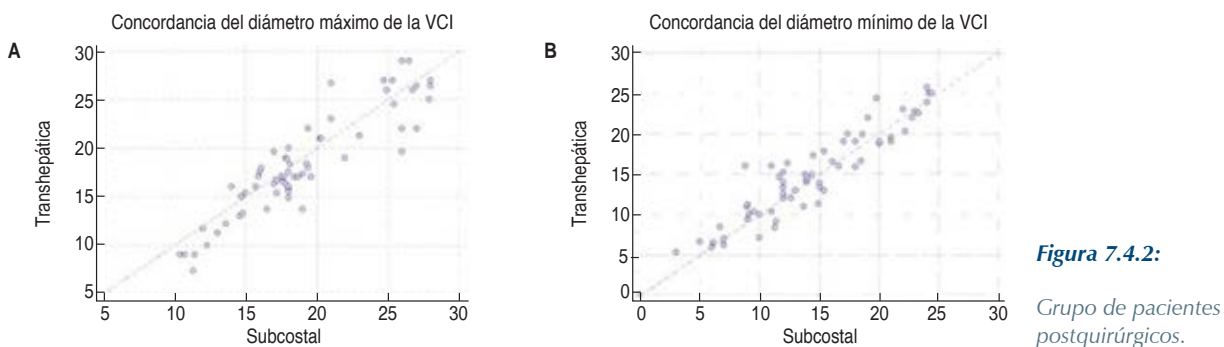 Concordancia del diámetro máximo de la VCI
A
Transhepática
30
25
20
15
10
5
5 10 15 20 25 30
Subcostal
Concordancia del diámetro mínimo de la VCI
B
Transhepática
30
25
20
15
10
5
0
0 5 10 15 20 25 30
Subcostal
Figura 7.4.2:
Grupo de pacientes
postquirúrgicos.